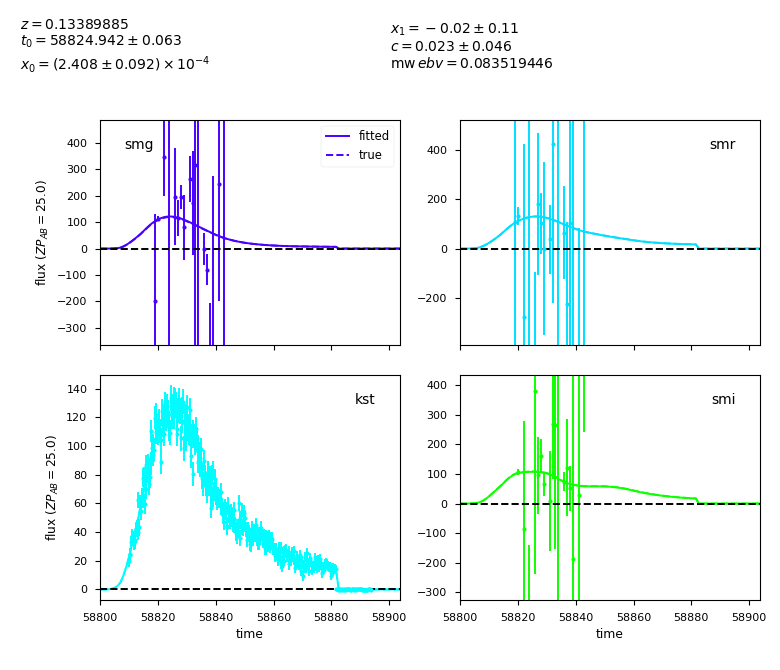 z = 0.13389885
t₀ = 58824.942 ± 0.063
x₀ = (2.408 ± 0.092) × 10⁻⁴
x₁ = −0.02 ± 0.11
c = 0.023 ± 0.046
mw ebv = 0.083519446
smg
fitted
true
400
300
200
100
0
−100
−200
−300
flux (ZP_AB = 25.0)
smr
400
200
0
−200
kst
140
120
100
80
60
40
20
0
flux (ZP_AB = 25.0)
58800
58820
58840
58860
58880
58900
time
smi
400
300
200
100
0
−100
−200
−300
58800
58820
58840
58860
58880
58900
time